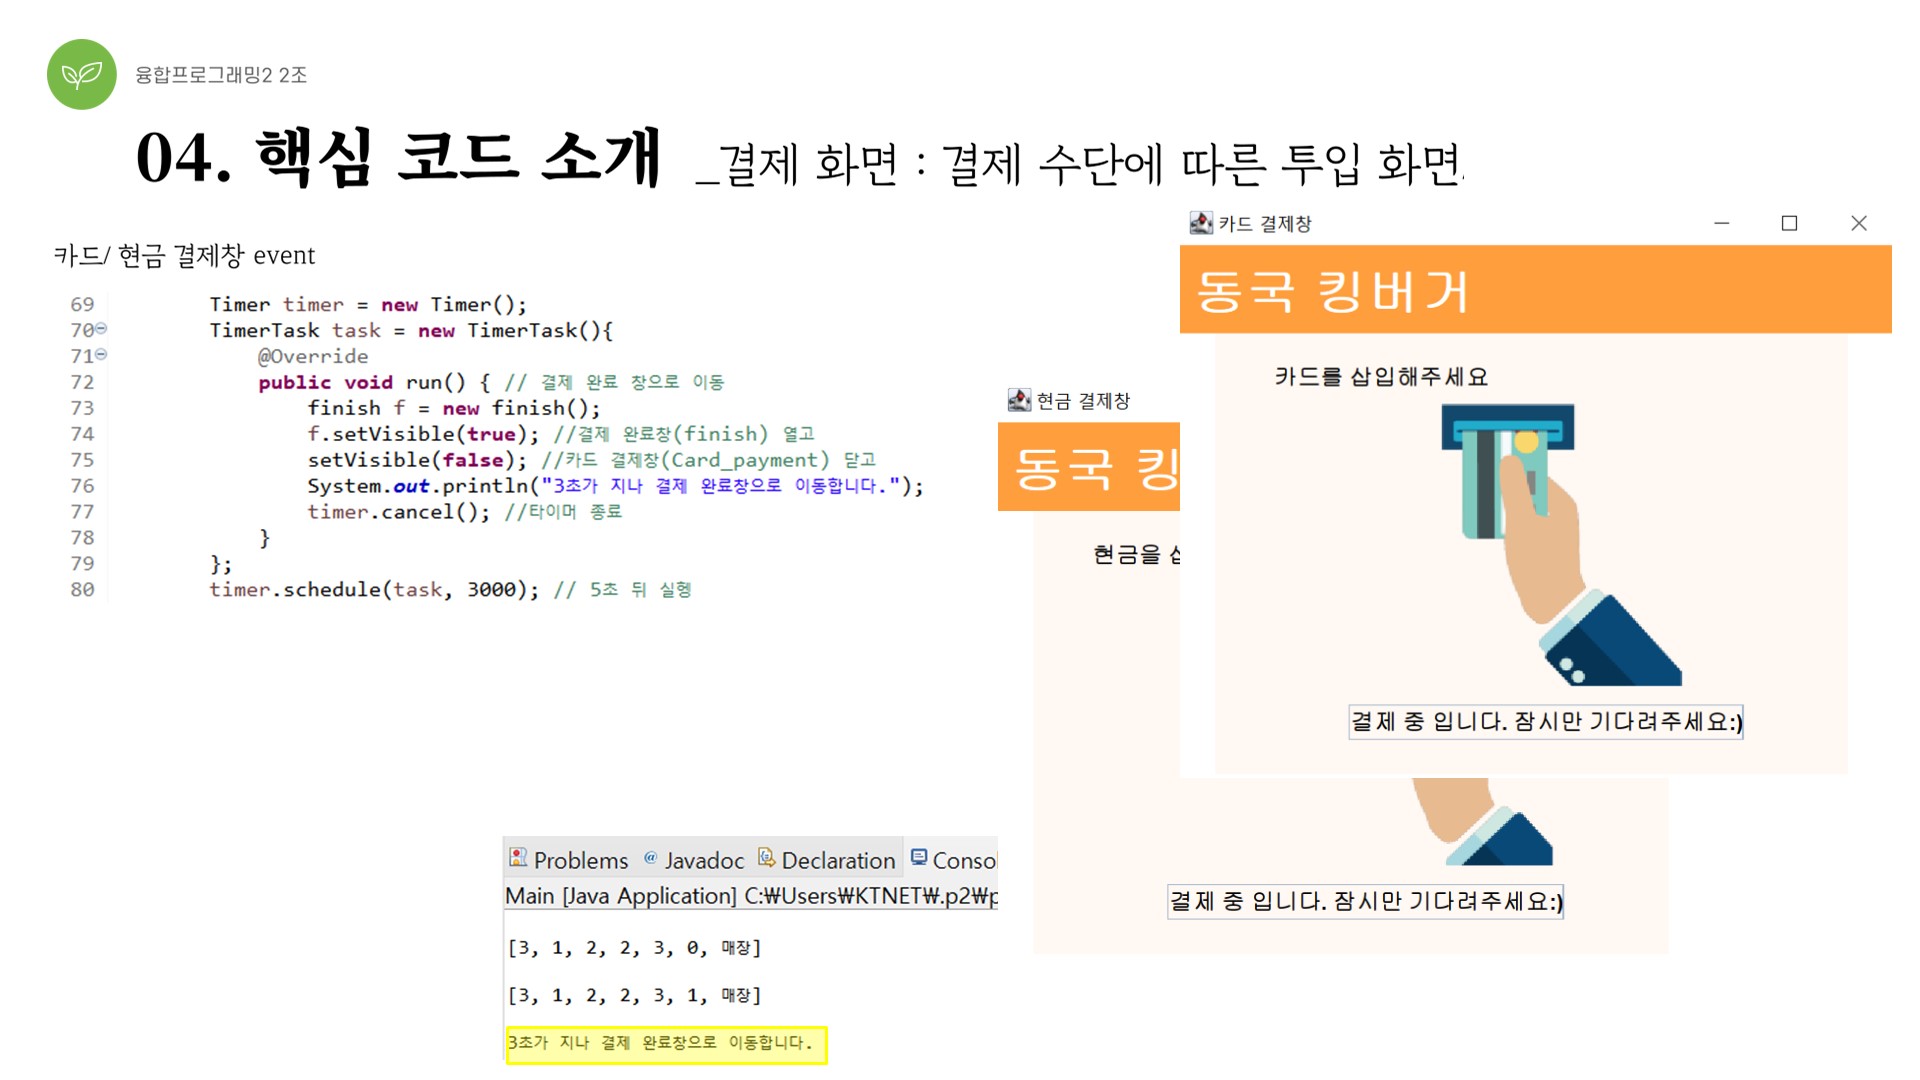 융합프로그래밍2 2조
04. 핵심 코드 소개 _결제 화면 : 결제 수단에 따른 투입 화면
카드/ 현금 결제창 event
69 Timer timer = new Timer();
70 TimerTask task = new TimerTask(){
71 @Override
72 public void run() { // 결제 완료 창으로 이동
73 finish f = new finish();
74 f.setVisible(true); //결제 완료창(finish) 열고
75 setVisible(false); //카드 결제창(Card_payment) 닫고
76 System.out.println("3초가 지나 결제 완료창으로 이동합니다.");
77 timer.cancel(); //타이머 종료
78 }
79 };
80 timer.schedule(task, 3000); // 5초 뒤 실행
카드 결제창
동국 킹버거
카드를 삽입해주세요
결제 중 입니다. 잠시만 기다려주세요:)
현금 결제창
동국 킹
현금을
결제 중 입니다. 잠시만 기다려주세요:)
Problems @ Javadoc Declaration Consol
Main [Java Application] C:₩Users₩KTNET₩.p2₩p
[3, 1, 2, 2, 3, 0, 매장]
[3, 1, 2, 2, 3, 1, 매장]
3초가 지나 결제 완료창으로 이동합니다.